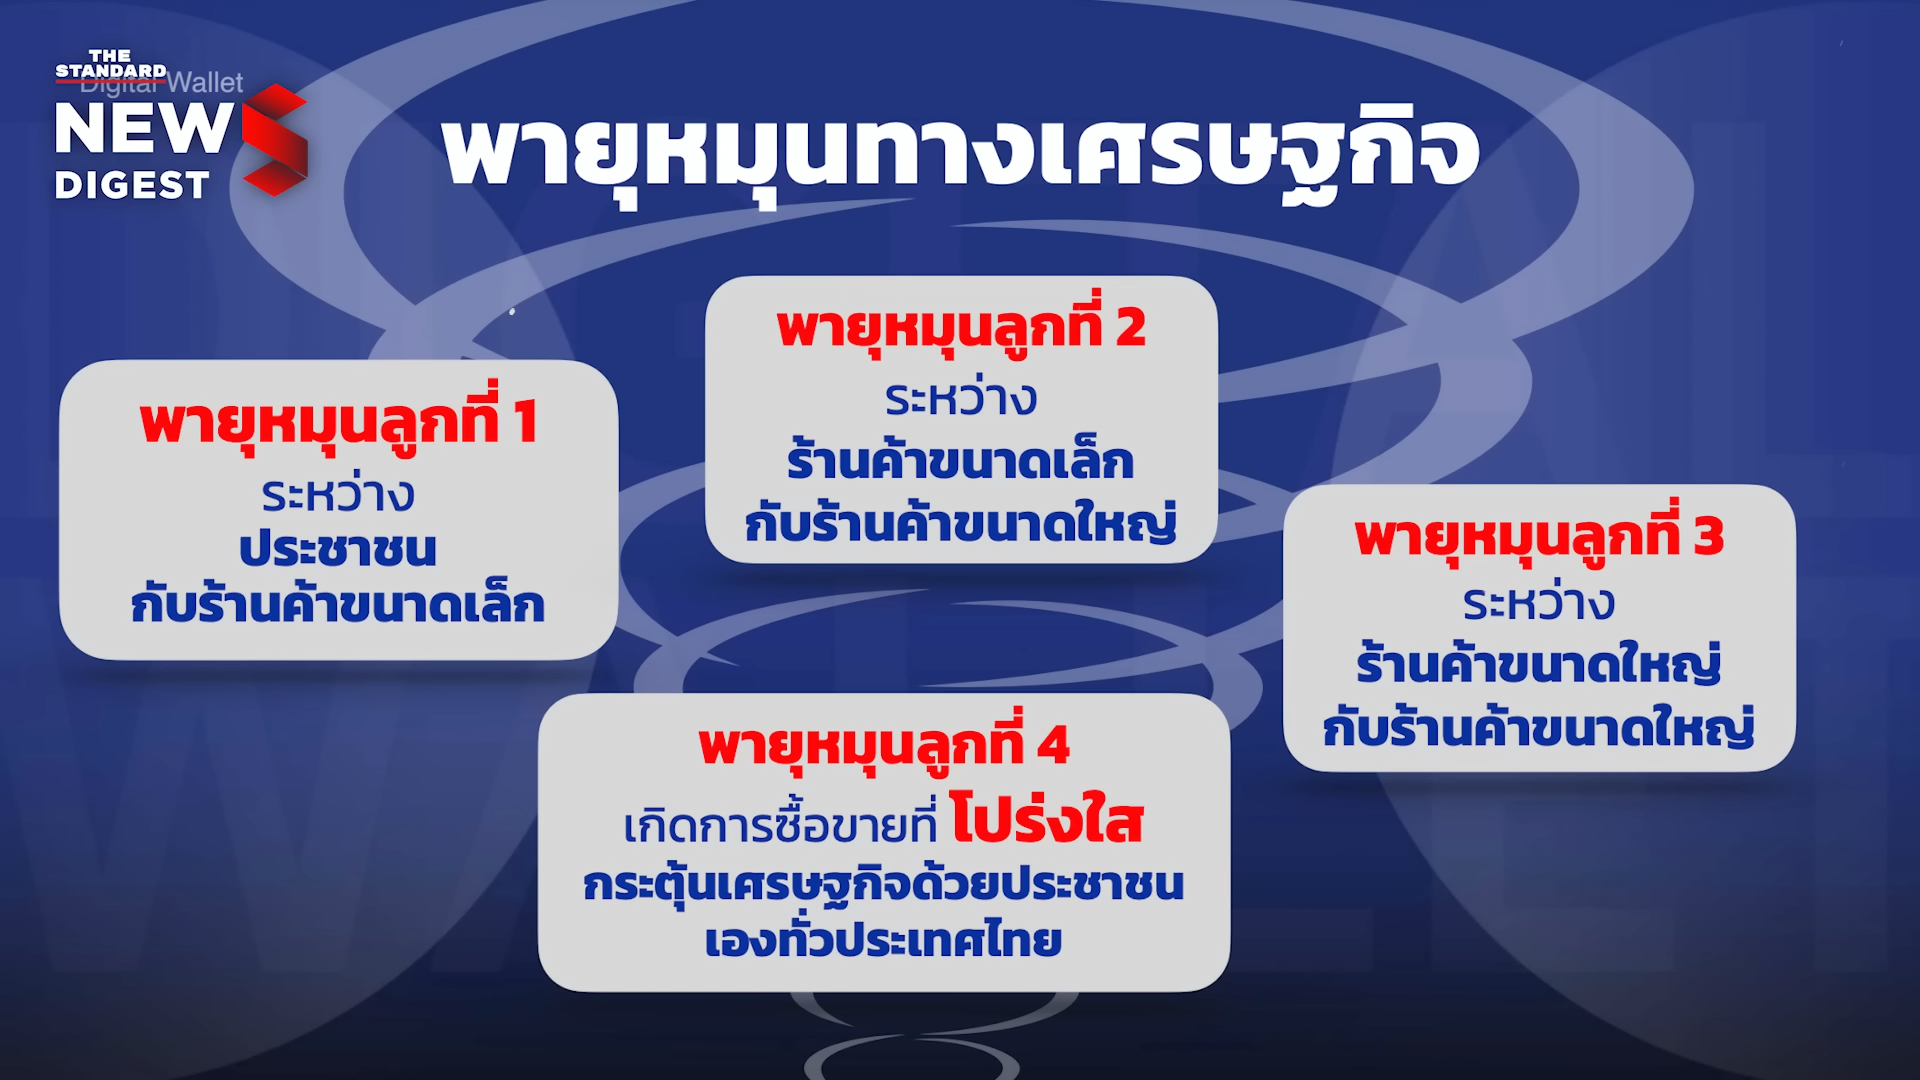 THE
STANDARD
Digital Wallet
NEWS
DIGEST
พายุหมุนทางเศรษฐกิจ
พายุหมุนลูกที่ 1
ระหว่าง
ประชาชน
กับร้านค้าขนาดเล็ก
พายุหมุนลูกที่ 2
ระหว่าง
ร้านค้าขนาดเล็ก
กับร้านค้าขนาดใหญ่
พายุหมุนลูกที่ 3
ระหว่าง
ร้านค้าขนาดใหญ่
กับร้านค้าขนาดใหญ่
พายุหมุนลูกที่ 4
เกิดการซื้อขายที่ โปร่งใส
กระตุ้นเศรษฐกิจด้วยประชาชน
เองทั่วประเทศไทย